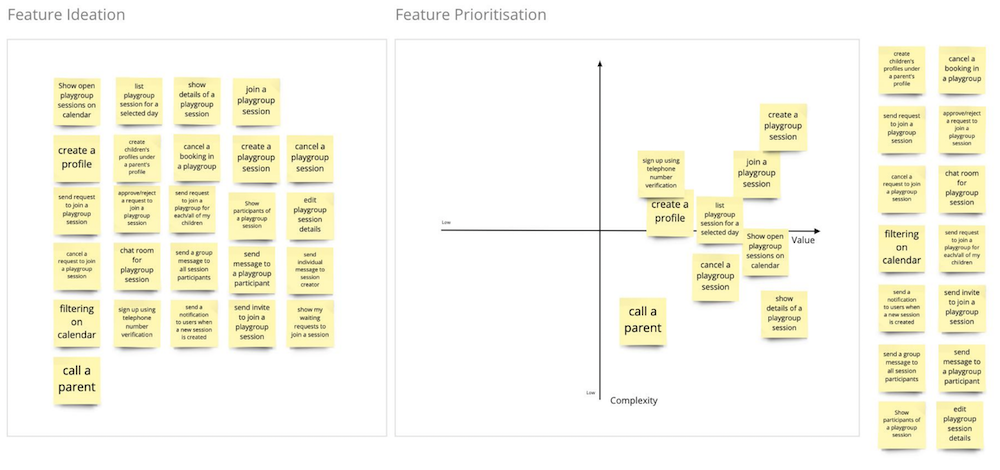 Feature Ideation
Feature Prioritisation
Show open
playgroup
sessions on
calendar
list
playgroup
session for a
selected day
show
details of a
playgroup
session
join a
playgroup
session
create a
profile
create
children's
profiles under
a parent's
profile
cancel a
booking in
a playgroup
create a
playgroup
session
cancel a
playgroup
session
send request
to join a
playgroup
session
approve/reject
a request to
join a
playgroup
session
send request
to join a
playgroup for
each/all of my
children
Show
participants of
a playgroup
session
edit
playgroup
session
details
cancel a
request to join
a playgroup
session
chat room
for
playgroup
session
send a group
message to
all session
participants
send
message to
a playgroup
participant
send
individual
message to
session
creator
filtering
on
calendar
sign up using
telephone
number
verification
send a
notification
to users when
a new session
is created
send invite
to join a
playgroup
session
show my
waiting
requests to
join a session
call a
parent
create a
playgroup
session
sign up using
telephone
number
verification
join a
playgroup
session
create a
profile
list
playgroup
session for a
selected day
Low
Value
Show open
playgroup
sessions on
calendar
cancel a
playgroup
session
call a
parent
show
details of a
playgroup
session
Low
Complexity
create
children's
profiles under
a parent's
profile
cancel a
booking in
a playgroup
send request
to join a
playgroup
session
approve/reject
a request to
join a
playgroup
session
cancel a
request to join
a playgroup
session
chat room
for
playgroup
session
filtering
on
calendar
send request
to join a
playgroup for
each/all of my
children
send a
notification
to users when
a new session
is created
send invite
to join a
playgroup
session
send a group
message to
all session
participants
send
message to
a playgroup
participant
Show
participants of
a playgroup
session
edit
playgroup
session
details